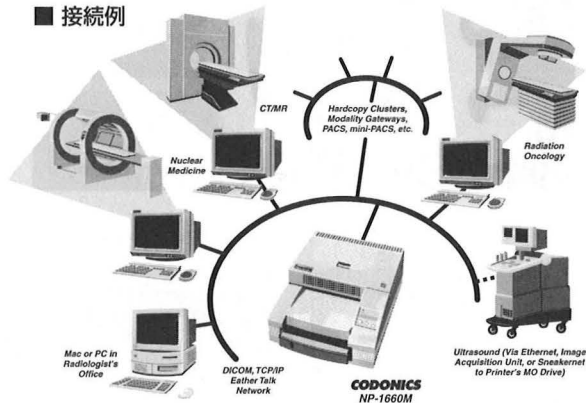 ■ 接続例
CT/MR
Hardcopy Clusters,
Modality Gateways,
PACS, mini-PACS, etc.
Nuclear
Medicine
Radiation
Oncology
Mac or PC in
Radiologist's
Office
DICOM, TCP/IP
Eather Talk
Network
CODONICS
NP-1660M
Ultrasound (Via Ethernet, Image
Acquisition Unit, or Sneakernet
to Printer's MO Drive)